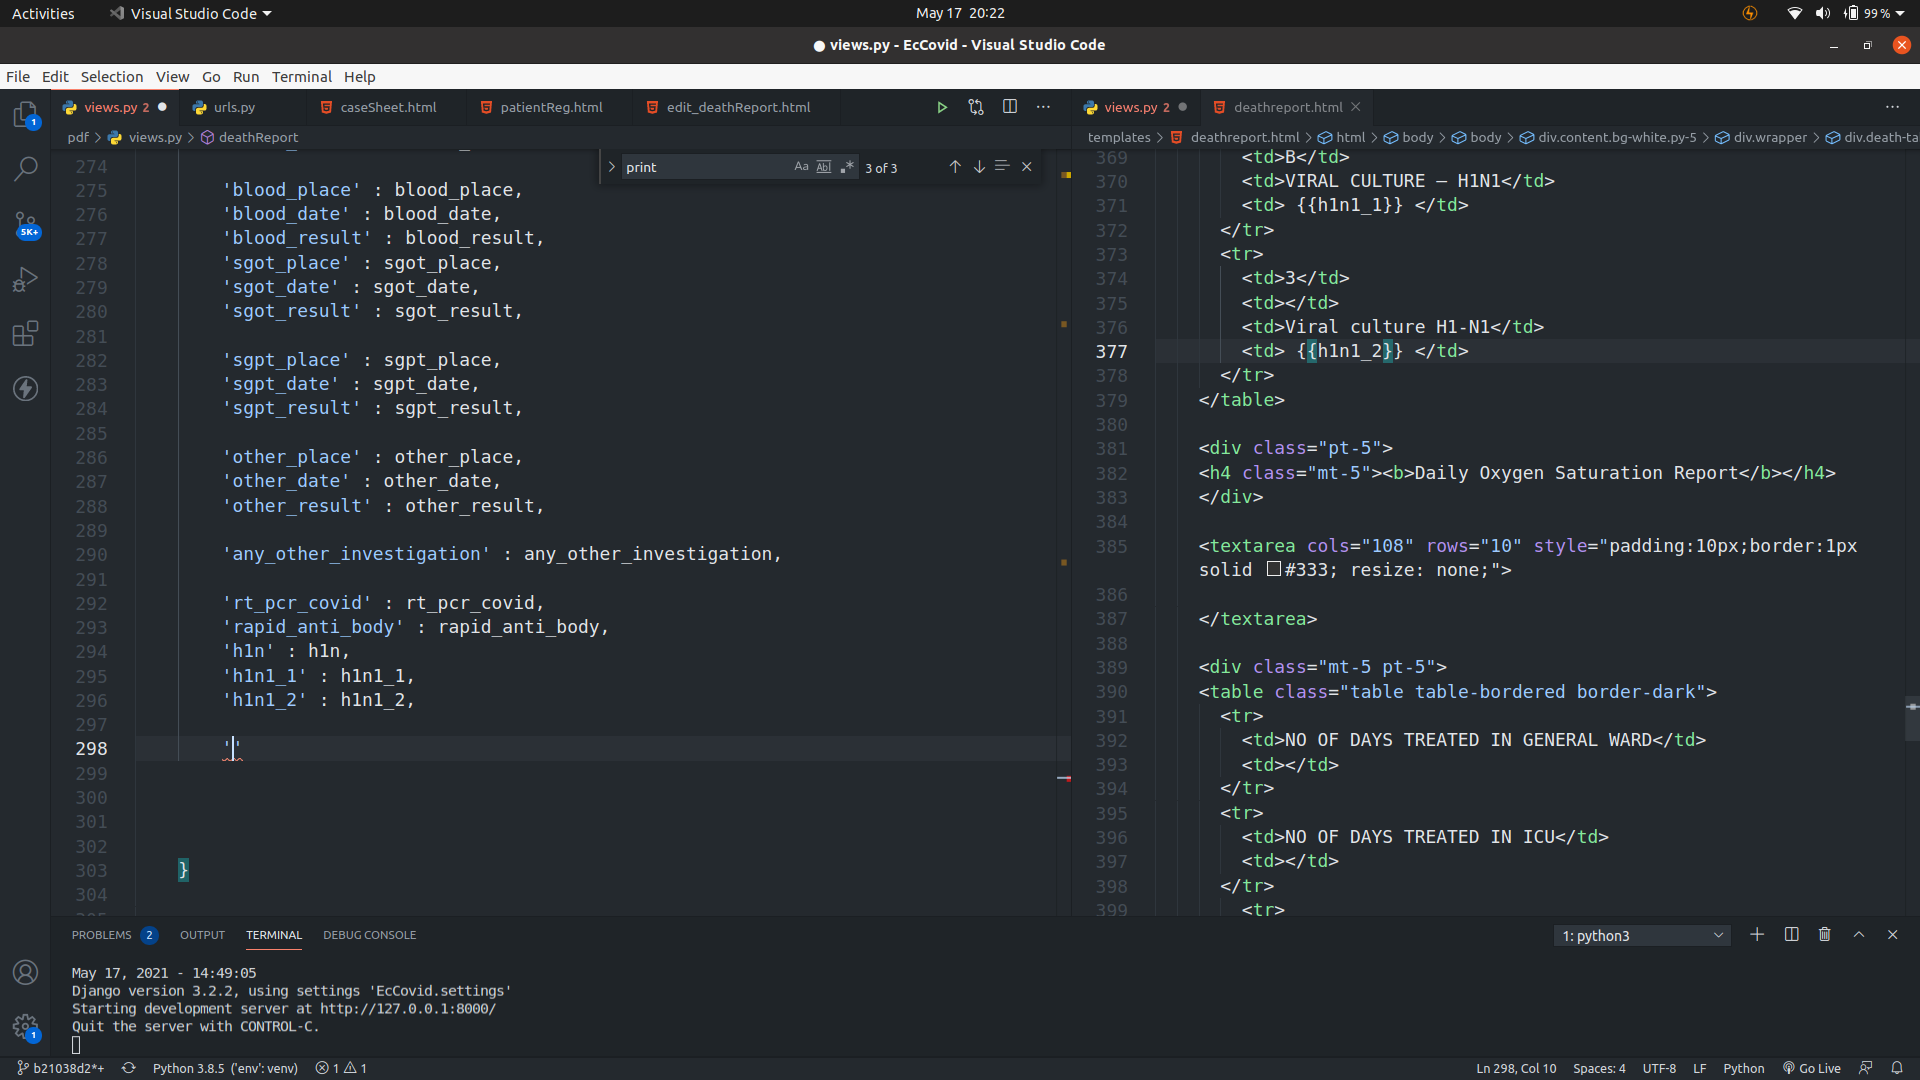 Activities
Visual Studio Code
May 17 20:22
99 %
views.py - EcCovid - Visual Studio Code
File Edit Selection View Go Run Terminal Help
views.py 2
urls.py
caseSheet.html
patientReg.html
edit_deathReport.html
views.py 2
deathreport.html
pdf > views.py > deathReport
templates > deathreport.html > html > body > body > div.content.bg-white.py-5 > div.wrapper > div.death-ta
print
Aa Abl .*
3 of 3
1
5K+
1
274
275 'blood_place' : blood_place,
276 'blood_date' : blood_date,
277 'blood_result' : blood_result,
278 'sgot_place' : sgot_place,
279 'sgot_date' : sgot_date,
280 'sgot_result' : sgot_result,
281
282 'sgpt_place' : sgpt_place,
283 'sgpt_date' : sgpt_date,
284 'sgpt_result' : sgpt_result,
285
286 'other_place' : other_place,
287 'other_date' : other_date,
288 'other_result' : other_result,
289
290 'any_other_investigation' : any_other_investigation,
291
292 'rt_pcr_covid' : rt_pcr_covid,
293 'rapid_anti_body' : rapid_anti_body,
294 'h1n' : h1n,
295 'h1n1_1' : h1n1_1,
296 'h1n1_2' : h1n1_2,
297
298 ''
299
300
301
302
303 }
304
369 <td>B</td>
370 <td>VIRAL CULTURE – H1N1</td>
371 <td> {{h1n1_1}} </td>
372 </tr>
373 <tr>
374 <td>3</td>
375 <td></td>
376 <td>Viral culture H1-N1</td>
377 <td> {{h1n1_2}} </td>
378 </tr>
379 </table>
380
381 <div class="pt-5">
382 <h4 class="mt-5"><b>Daily Oxygen Saturation Report</b></h4>
383 </div>
384
385 <textarea cols="108" rows="10" style="padding:10px;border:1px
solid #333; resize: none;">
386
387 </textarea>
388
389 <div class="mt-5 pt-5">
390 <table class="table table-bordered border-dark">
391 <tr>
392 <td>NO OF DAYS TREATED IN GENERAL WARD</td>
393 <td></td>
394 </tr>
395 <tr>
396 <td>NO OF DAYS TREATED IN ICU</td>
397 <td></td>
398 </tr>
399 <tr>
PROBLEMS 2 OUTPUT TERMINAL DEBUG CONSOLE
1: python3
May 17, 2021 - 14:49:05
Django version 3.2.2, using settings 'EcCovid.settings'
Starting development server at http://127.0.0.1:8000/
Quit the server with CONTROL-C.
b21038d2*+
Python 3.8.5 ('env': venv)
1 1
Ln 298, Col 10
Spaces: 4
UTF-8
LF
Python
Go Live